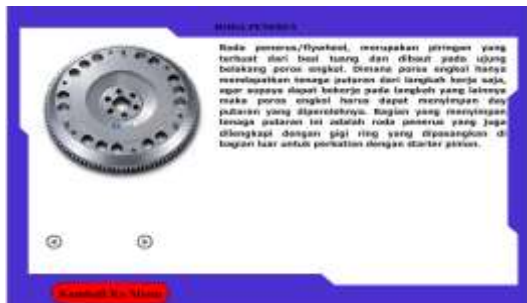 RODA PENERUS
Roda penerus/flywheel, merupakan piringan yang
terbuat dari besi tuang dan dibaut pada ujung
belakang poros engkol. Dimana poros engkol hanya
mendapatkan tenaga putaran dari langkah kerja saja,
agar supaya dapat bekerja pada langkah yang lainnya
maka poros engkol harus dapat menyimpan day
putaran yang diperolehnya. Bagian yang menyimpan
tenaga putaran ini adalah roda penerus yang juga
dilengkapi dengan gigi ring yang dipasangkan di
bagian luar untuk perkaitan dengan starter pinion.
Kembali Ke Menu